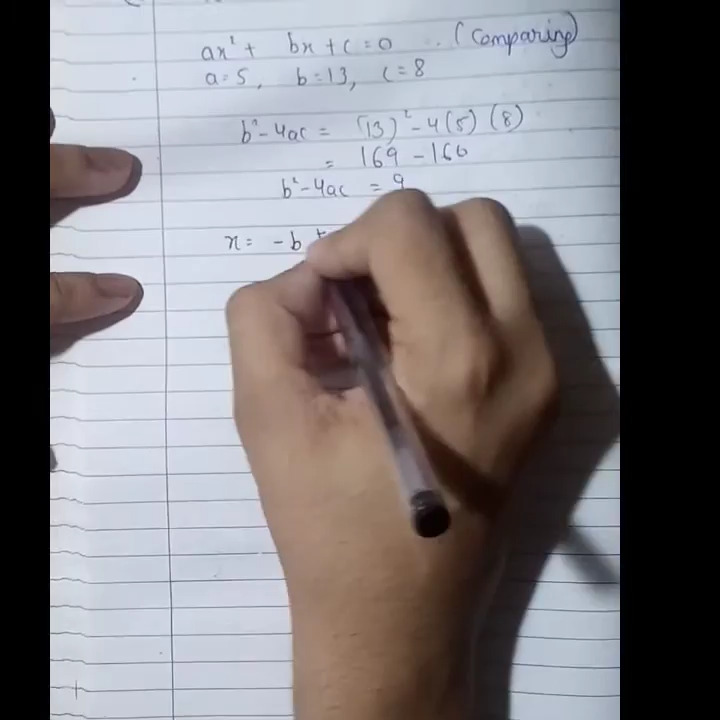 ax² + bx + c = 0 .. (Comparing)
a = 5, b = 13, c = 8
b² - 4ac = (13)² - 4(5)(8)
= 169 - 160
b² - 4ac = 9
x = -b ±